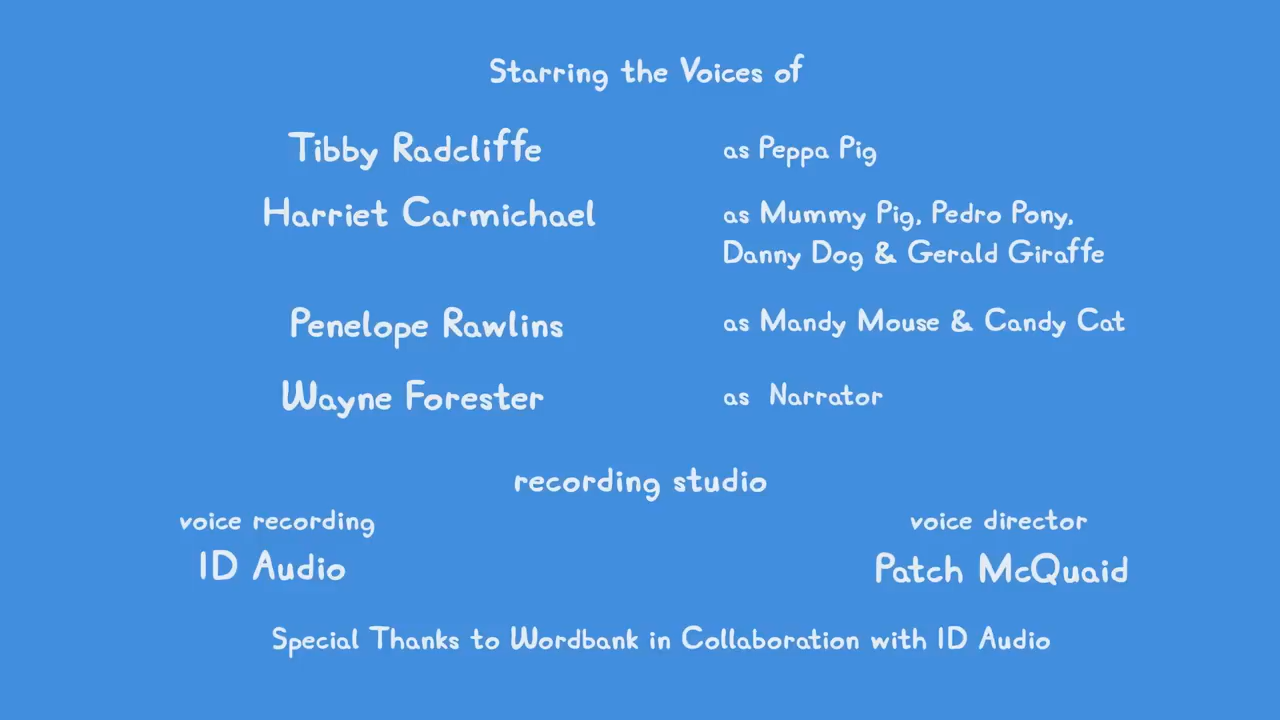 Starring the Voices of
Tibby Radcliffe as Peppa Pig
Harriet Carmichael as Mummy Pig, Pedro Pony,
Danny Dog & Gerald Giraffe
Penelope Rawlins as Mandy Mouse & Candy Cat
Wayne Forester as Narrator
recording studio
voice recording voice director
ID Audio Patch McQuaid
Special Thanks to Wordbank in Collaboration with ID Audio